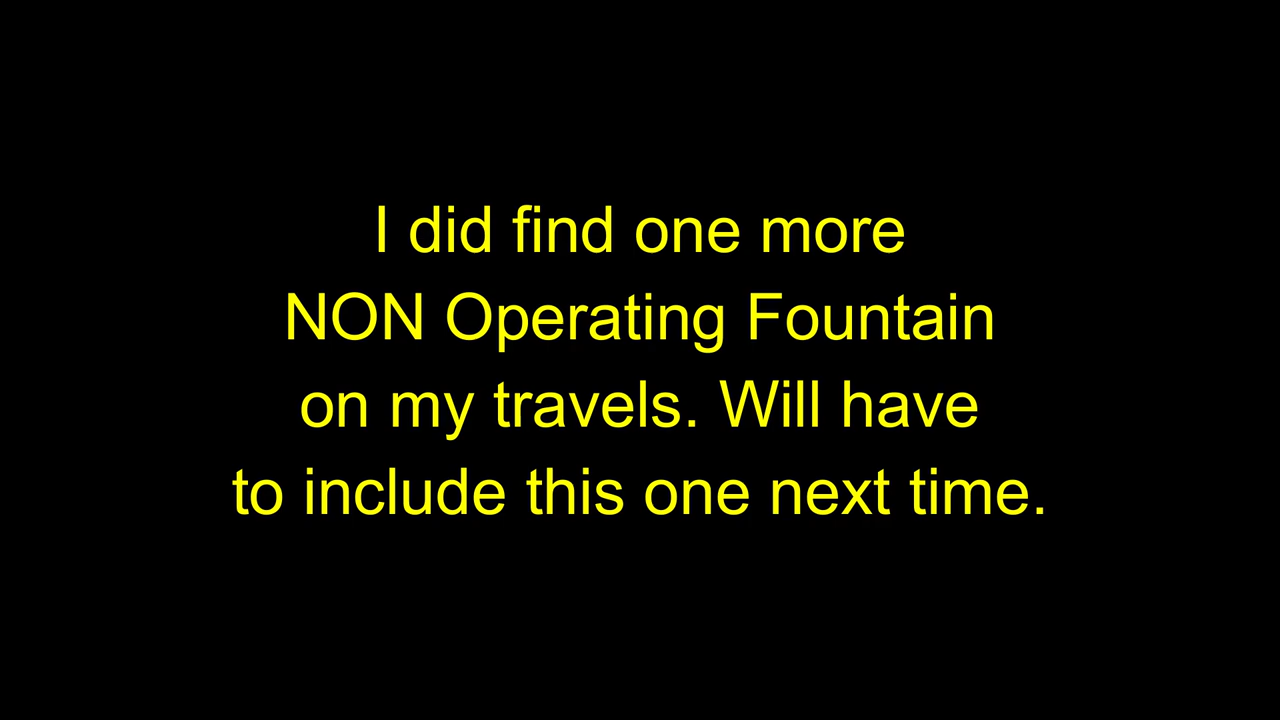 I did find one more
NON Operating Fountain
on my travels. Will have
to include this one next time.